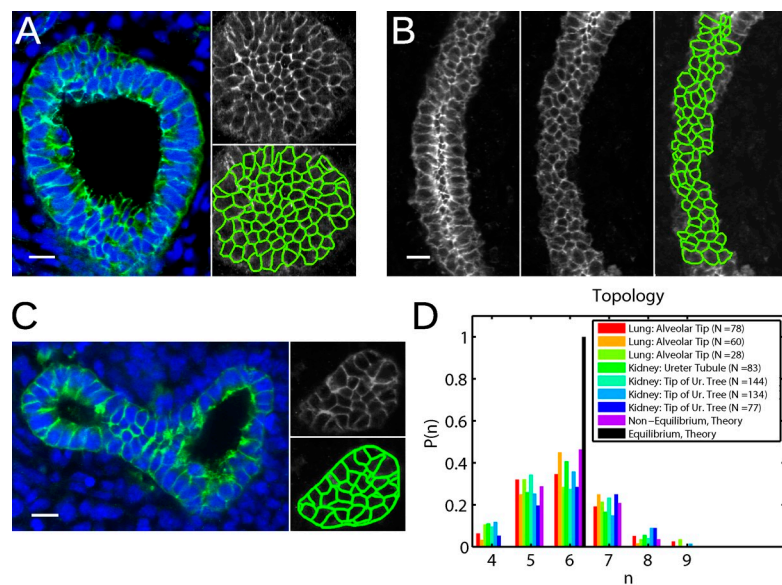 A
B
C
D
Topology
P(n)
1
0.8
0.6
0.4
0.2
0
4
5
6
7
8
9
n
Lung: Alveolar Tip (N =78)
Lung: Alveolar Tip (N =60)
Lung: Alveolar Tip (N =28)
Kidney: Ureter Tubule (N =83)
Kidney: Tip of Ur. Tree (N =144)
Kidney: Tip of Ur. Tree (N =134)
Kidney: Tip of Ur. Tree (N =77)
Non−Equilibrium, Theory
Equilibrium, Theory